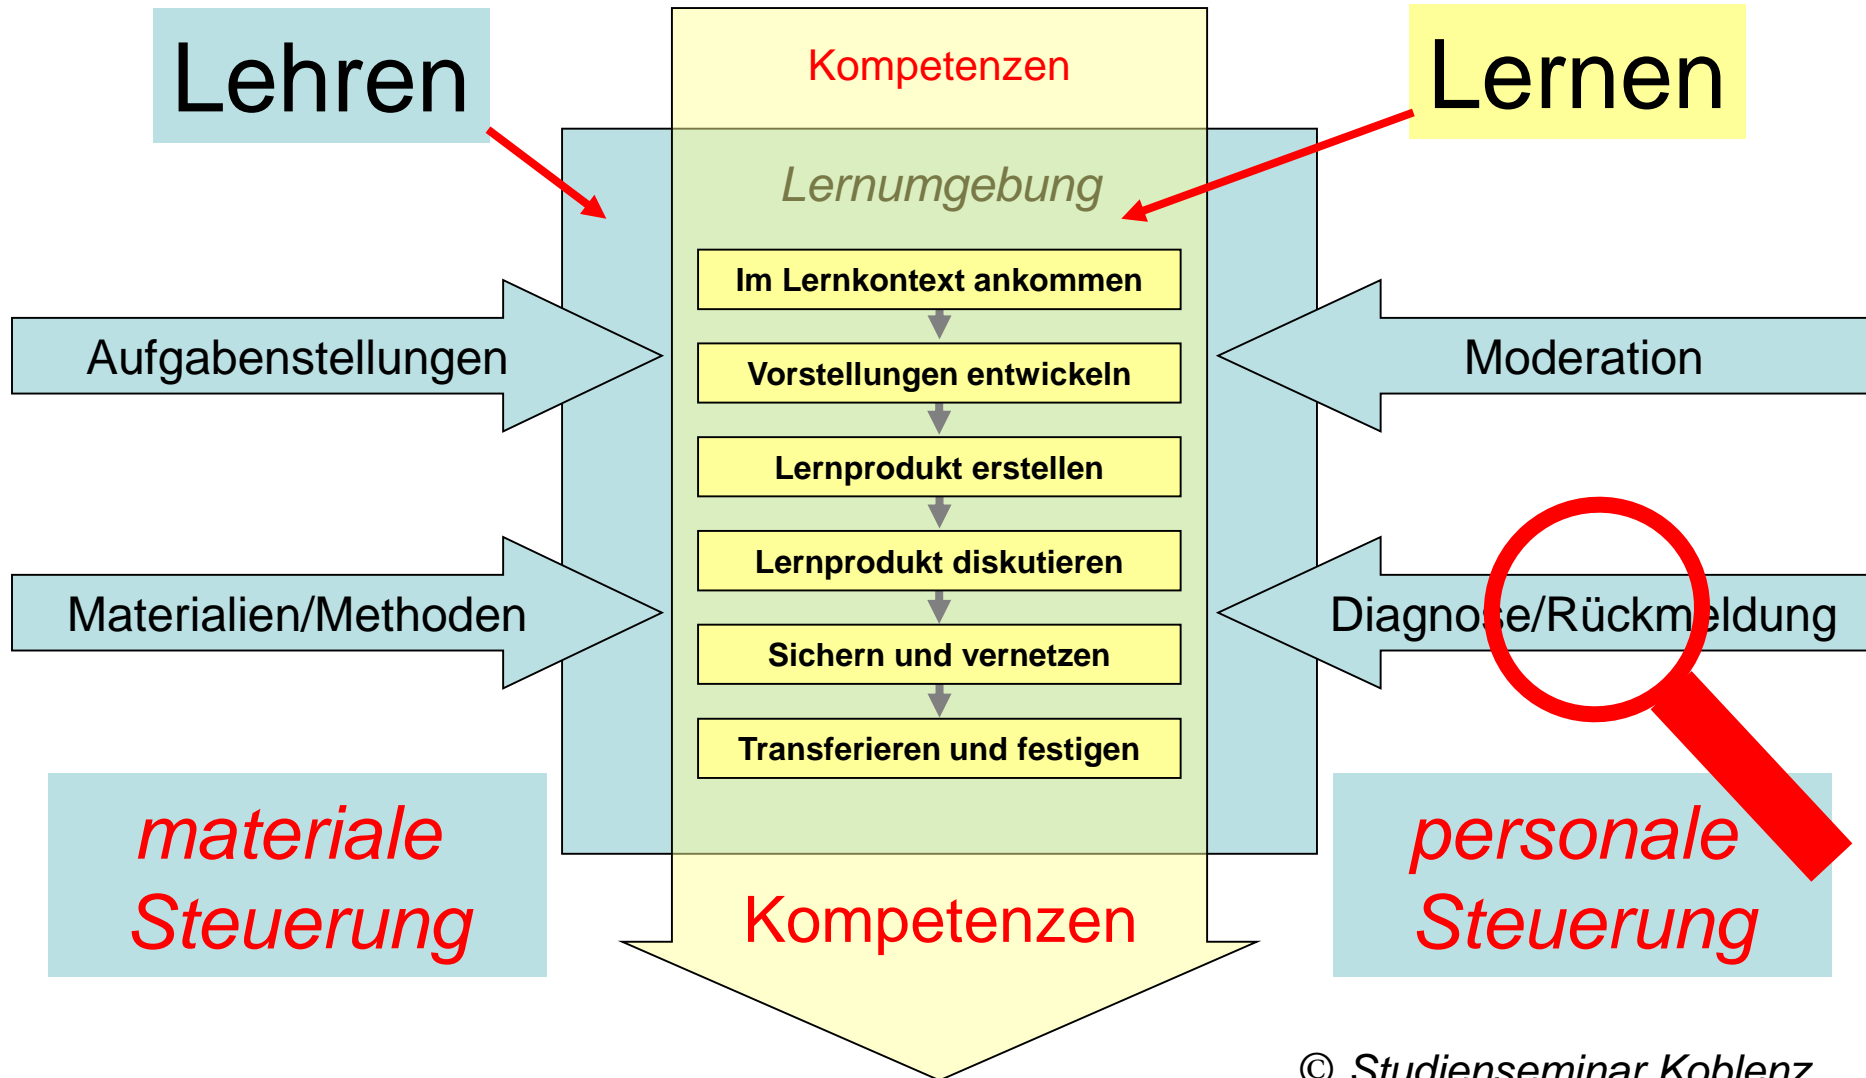 Lehren
Kompetenzen
Lernen
Lernumgebung
Im Lernkontext ankommen
Aufgabenstellungen
Vorstellungen entwickeln
Moderation
Lernprodukt erstellen
Lernprodukt diskutieren
Materialien/Methoden
Diagnose/Rückmeldung
Sichern und vernetzen
Transferieren und festigen
materiale
Steuerung
Kompetenzen
personale
Steuerung
© Studienseminar Koblenz